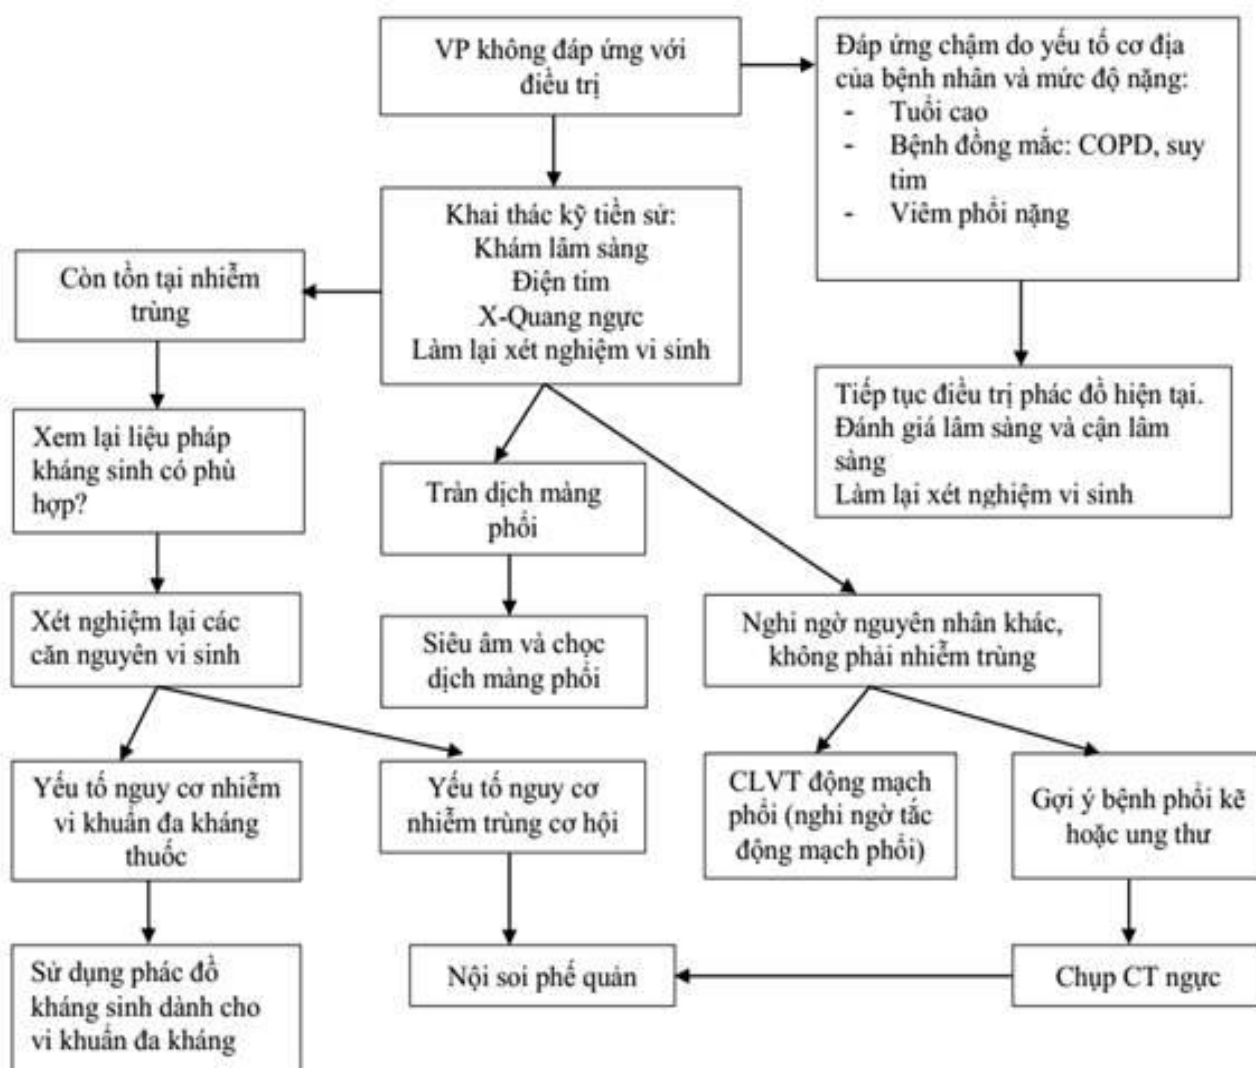 VP không đáp ứng với
điều trị
Đáp ứng chậm do yếu tố cơ địa
của bệnh nhân và mức độ nặng:
- Tuổi cao
- Bệnh đồng mắc: COPD, suy
tim
- Viêm phổi nặng
Khai thác kỹ tiền sử:
Khám lâm sàng
Điện tim
X-Quang ngực
Làm lại xét nghiệm vi sinh
Còn tồn tại nhiễm
trùng
Tiếp tục điều trị phác đồ hiện tại.
Đánh giá lâm sàng và cận lâm
sàng
Làm lại xét nghiệm vi sinh
Xem lại liệu pháp
kháng sinh có phù
hợp?
Tràn dịch màng
phổi
Xét nghiệm lại các
căn nguyên vi sinh
Siêu âm và chọc
dịch màng phổi
Nghi ngờ nguyên nhân khác,
không phải nhiễm trùng
Yếu tố nguy cơ nhiễm
vi khuẩn đa kháng
thuốc
Yếu tố nguy cơ
nhiễm trùng cơ hội
CLVT động mạch
phổi (nghi ngờ tắc
động mạch phổi)
Gợi ý bệnh phổi kẽ
hoặc ung thư
Sử dụng phác đồ
kháng sinh dành cho
vi khuẩn đa kháng
Nội soi phế quản
Chụp CT ngực